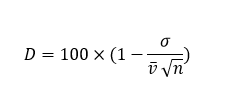 D = 100 × (1 − σ / (v̄ √n))